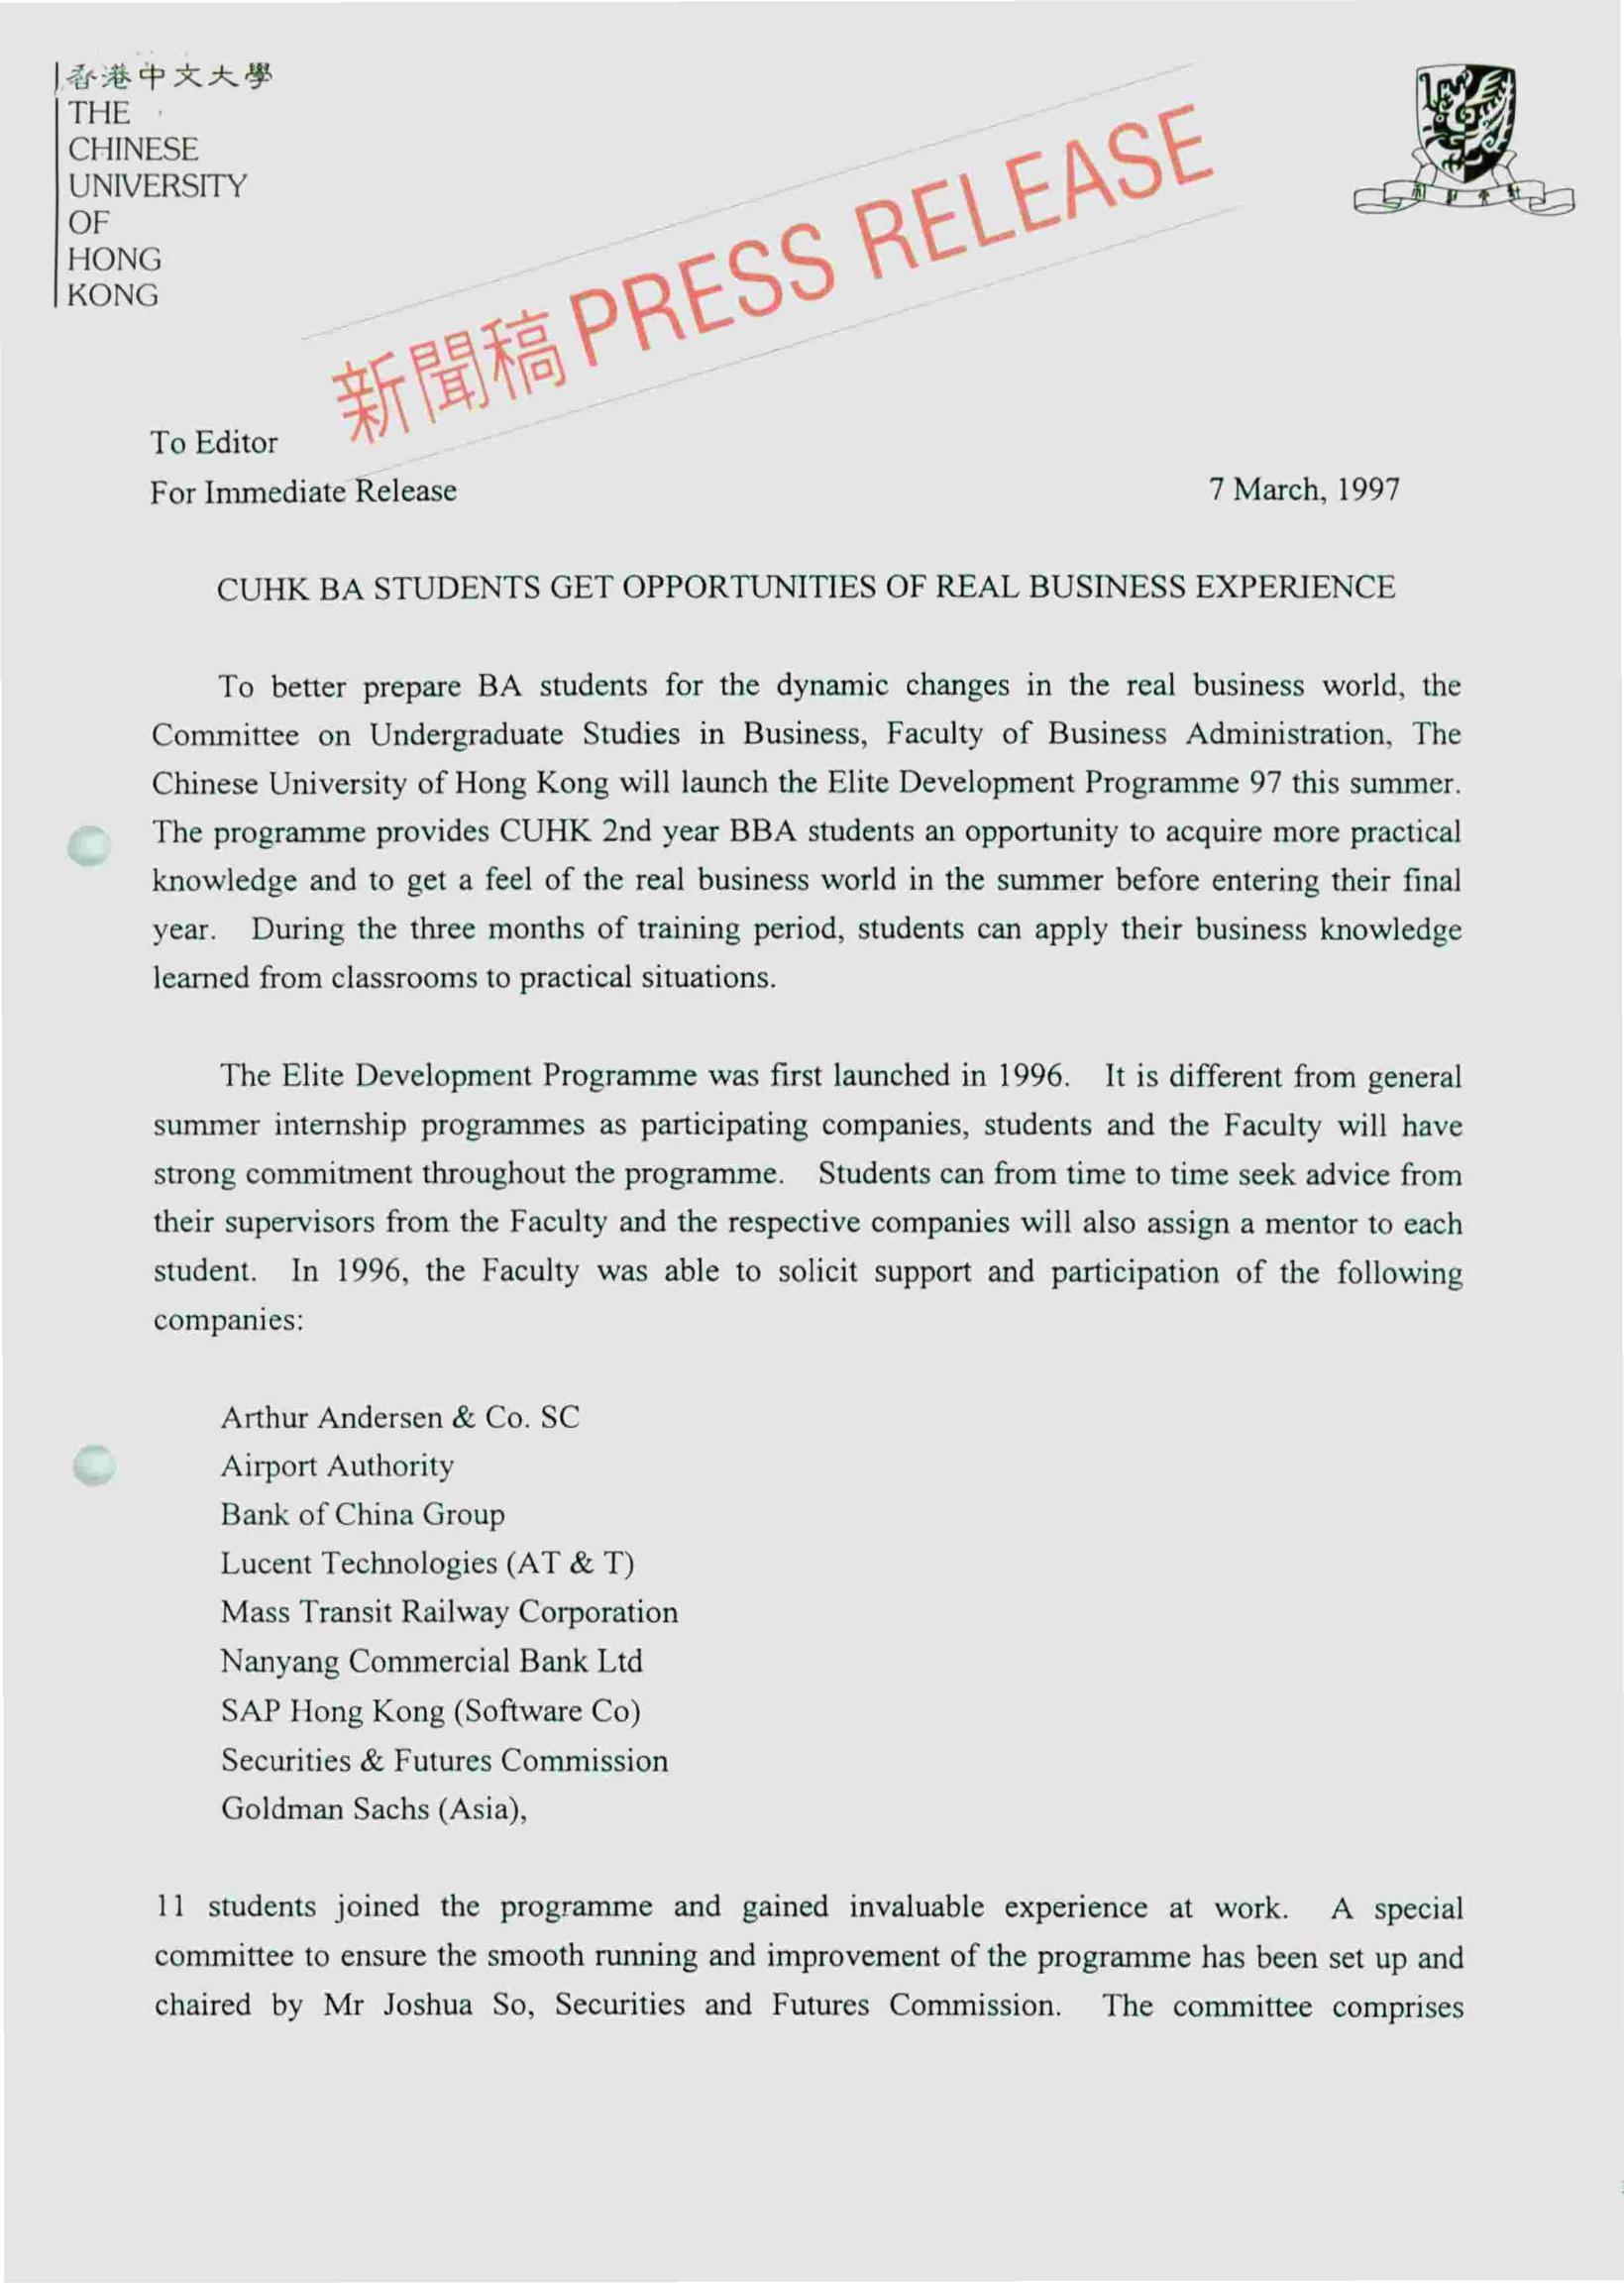 香港中文大學
THE
CHINESE
UNIVERSITY
OF
HONG
KONG
新聞稿 PRESS RELEASE
To Editor
For Immediate Release
7 March, 1997
CUHK BA STUDENTS GET OPPORTUNITIES OF REAL BUSINESS EXPERIENCE
To better prepare BA students for the dynamic changes in the real business world, the
Committee on Undergraduate Studies in Business, Faculty of Business Administration, The
Chinese University of Hong Kong will launch the Elite Development Programme 97 this summer.
The programme provides CUHK 2nd year BBA students an opportunity to acquire more practical
knowledge and to get a feel of the real business world in the summer before entering their final
year. During the three months of training period, students can apply their business knowledge
learned from classrooms to practical situations.
The Elite Development Programme was first launched in 1996. It is different from general
summer internship programmes as participating companies, students and the Faculty will have
strong commitment throughout the programme. Students can from time to time seek advice from
their supervisors from the Faculty and the respective companies will also assign a mentor to each
student. In 1996, the Faculty was able to solicit support and participation of the following
companies:
Arthur Andersen & Co. SC
Airport Authority
Bank of China Group
Lucent Technologies (AT & T)
Mass Transit Railway Corporation
Nanyang Commercial Bank Ltd
SAP Hong Kong (Software Co)
Securities & Futures Commission
Goldman Sachs (Asia),
11 students joined the programme and gained invaluable experience at work. A special
committee to ensure the smooth running and improvement of the programme has been set up and
chaired by Mr Joshua So, Securities and Futures Commission. The committee comprises